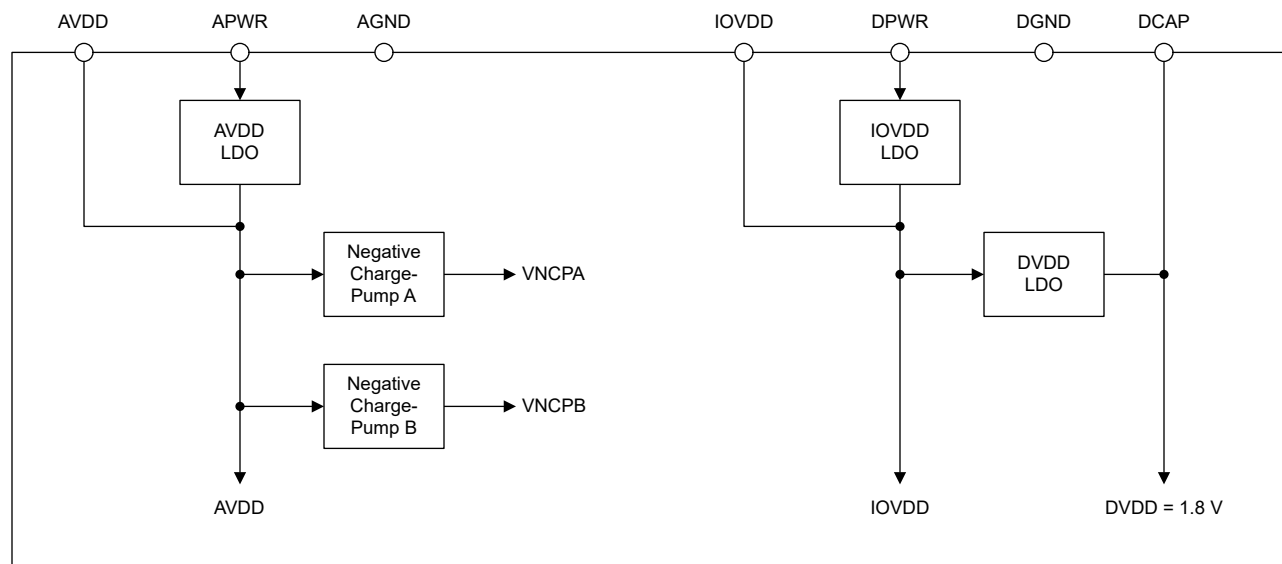 AVDD
APWR
AGND
IOVDD
DPWR
DGND
DCAP
AVDD
LDO
IOVDD
LDO
Negative
Charge-
Pump A
VNCPA
DVDD
LDO
Negative
Charge-
Pump B
VNCPB
AVDD
IOVDD
DVDD = 1.8 V